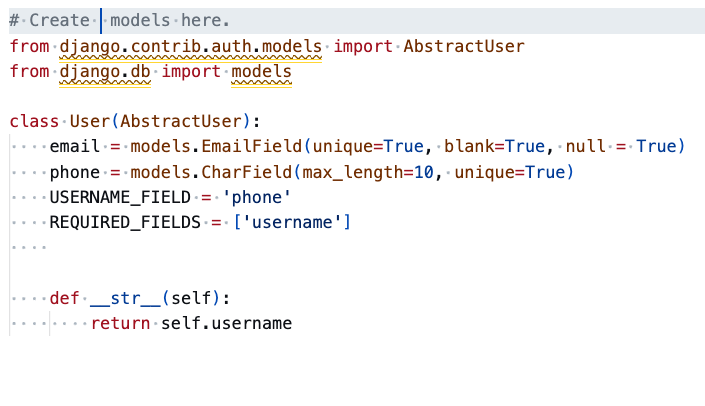 # Create models here.
from django.contrib.auth.models import AbstractUser
from django.db import models
class User(AbstractUser):
    email = models.EmailField(unique=True, blank=True, null = True)
    phone = models.CharField(max_length=10, unique=True)
    USERNAME_FIELD = 'phone'
    REQUIRED_FIELDS = ['username']
    def __str__(self):
        return self.username